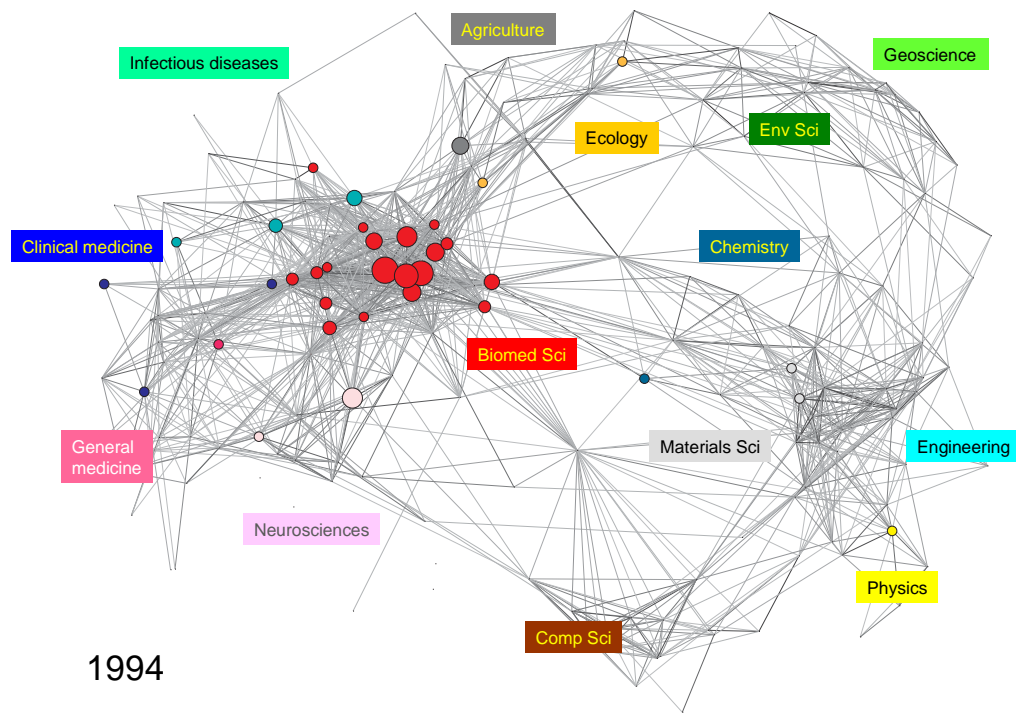 Agriculture
Infectious diseases
Geoscience
Ecology
Env Sci
Clinical medicine
Chemistry
Biomed Sci
General
medicine
Materials Sci
Engineering
Neurosciences
Physics
Comp Sci
1994